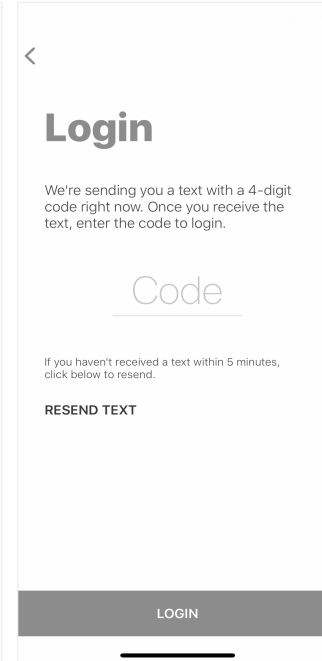 Login
We're sending you a text with a 4-digit
code right now. Once you receive the
text, enter the code to login.
Code
If you haven't received a text within 5 minutes,
click below to resend.
RESEND TEXT
LOGIN